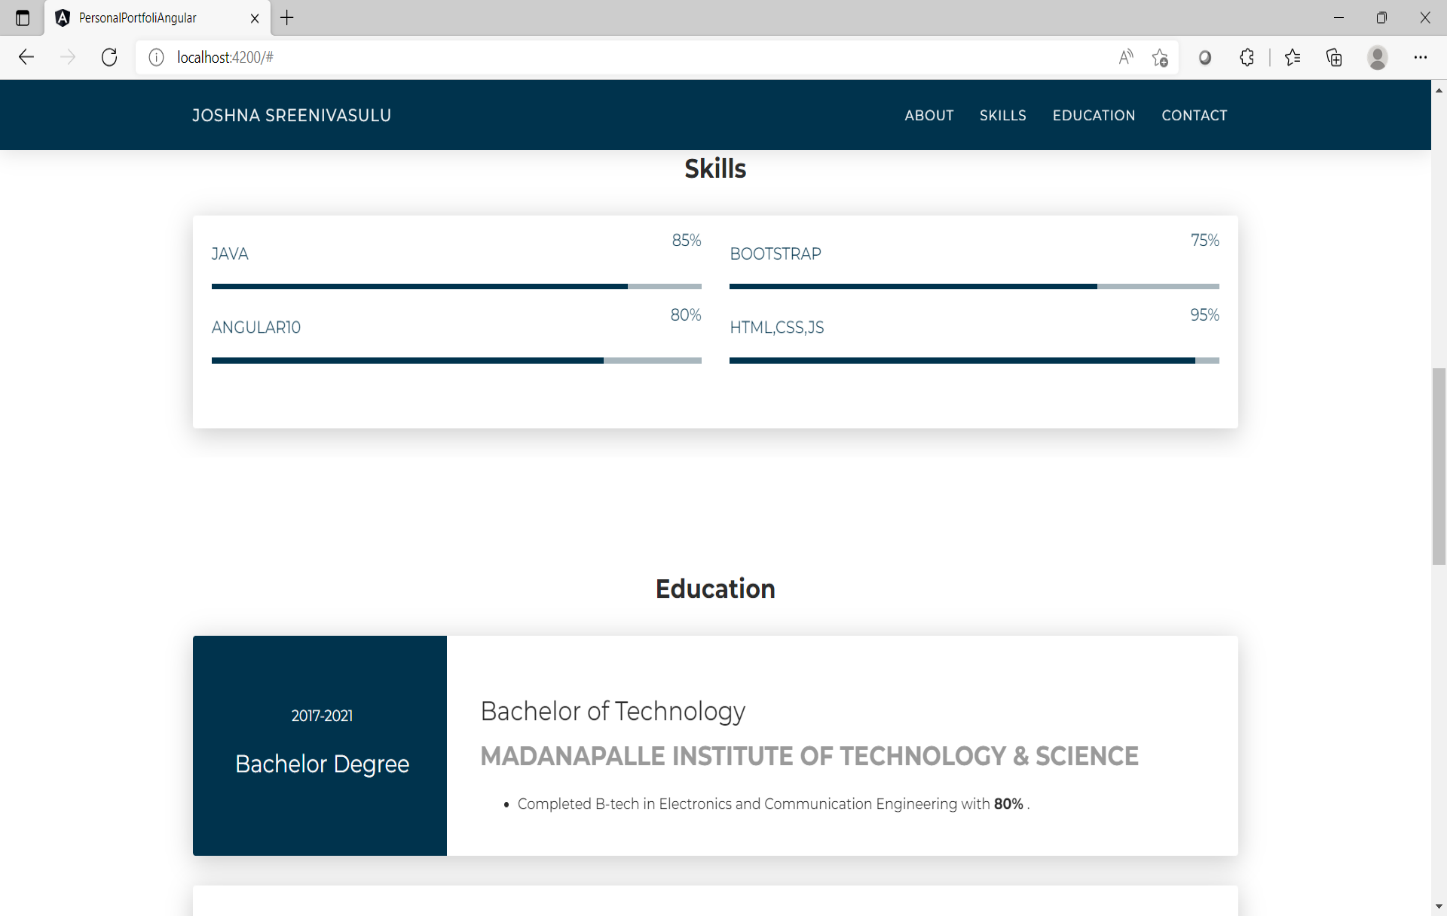 PersonalPortfoliAngular
localhost:4200/#
JOSHNA SREENIVASULU
ABOUT SKILLS EDUCATION CONTACT
Skills
JAVA 85%
BOOTSTRAP 75%
ANGULAR10 80%
HTML,CSS,JS 95%
Education
2017-2021
Bachelor Degree
Bachelor of Technology
MADANAPALLE INSTITUTE OF TECHNOLOGY & SCIENCE
• Completed B-tech in Electronics and Communication Engineering with 80% .